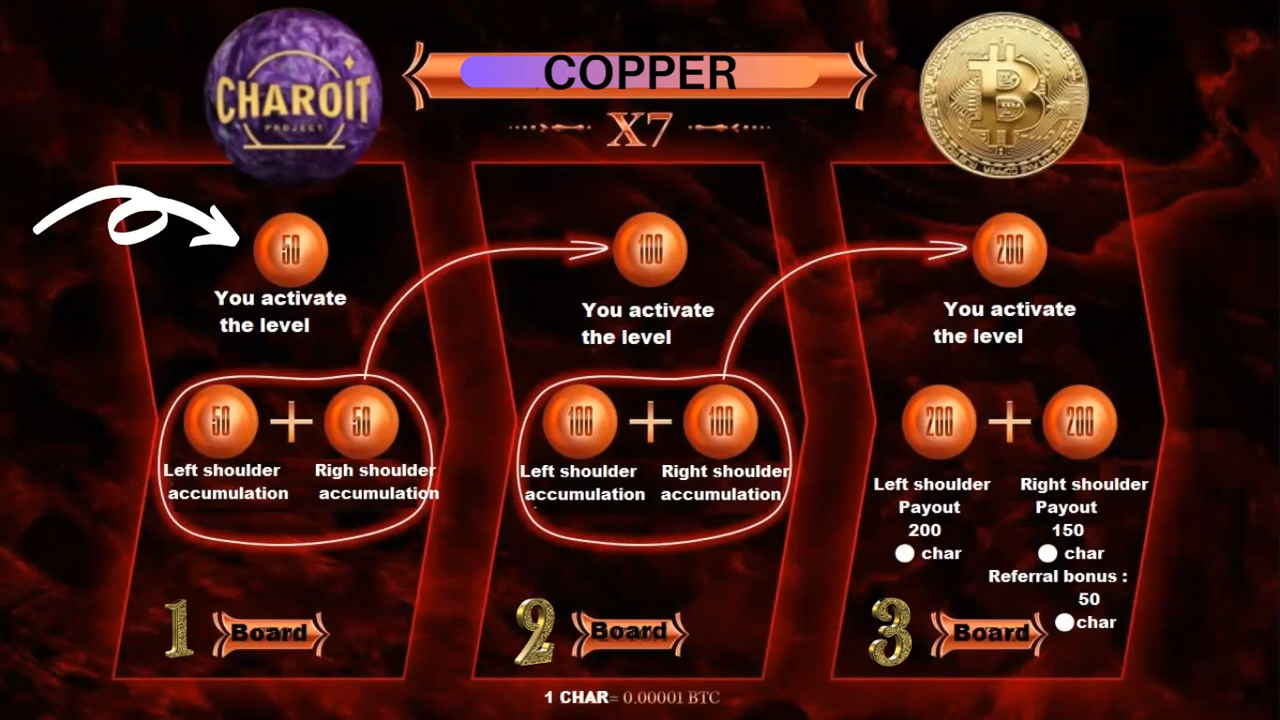 CHAROIT
PROJECT
COPPER
X7
50
You activate
the level
50 + 50
Left shoulder
accumulation
Righ shoulder
accumulation
1 Board
100
You activate
the level
100 + 100
Left shoulder
accumulation
Right shoulder
accumulation
2 Board
200
You activate
the level
200 + 200
Left shoulder
Payout
200
char
Right shoulder
Payout
150
char
Referral bonus :
50
char
3 Board
1 CHAR= 0.00001 BTC